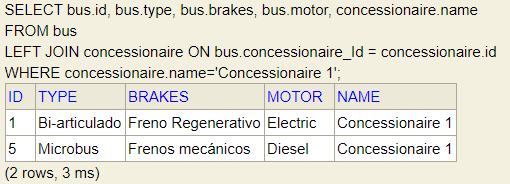 SELECT bus.id, bus.type, bus.brakes, bus.motor, concessionaire.name
FROM bus
LEFT JOIN concessionaire ON bus.concessionaire_Id = concessionaire.id
WHERE concessionaire.name='Concessionaire 1';
ID TYPE BRAKES MOTOR NAME
1 Bi-articulado Freno Regenerativo Electric Concessionaire 1
5 Microbus Frenos mecánicos Diesel Concessionaire 1
(2 rows, 3 ms)